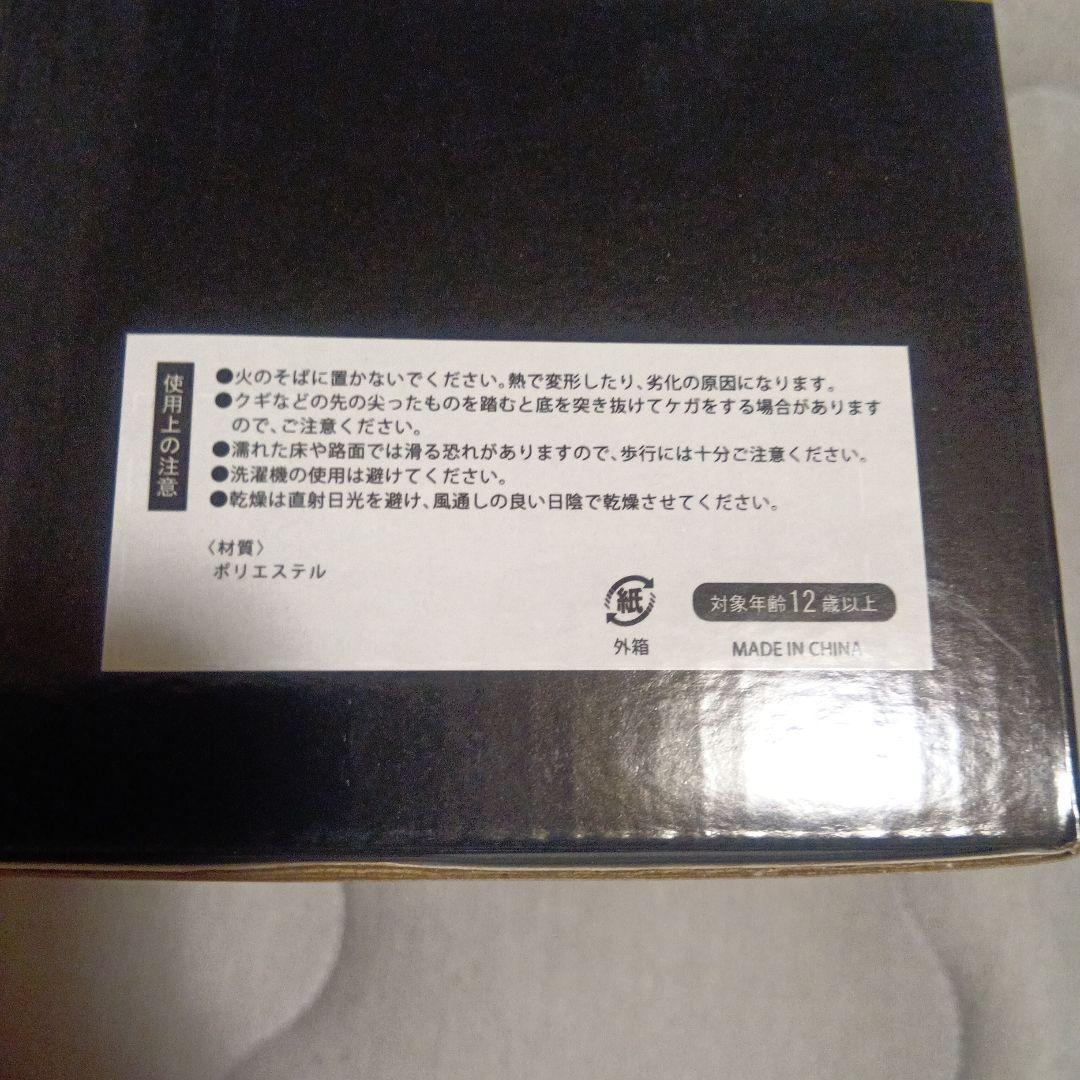 使用上の注意
●火のそばに置かないでください。熱で変形したり、劣化の原因になります。
●クギなどの先の尖ったものを踏むと底を突き抜けてケガをする場合があります
ので、ご注意ください。
●濡れた床や路面では滑る恐れがありますので、歩行には十分ご注意ください。
●洗濯機の使用は避けてください。
●乾燥は直射日光を避け、風通しの良い日陰で乾燥させてください。
〈材質〉
ポリエステル
紙
外箱
対象年齢12歳以上
MADE IN CHINA